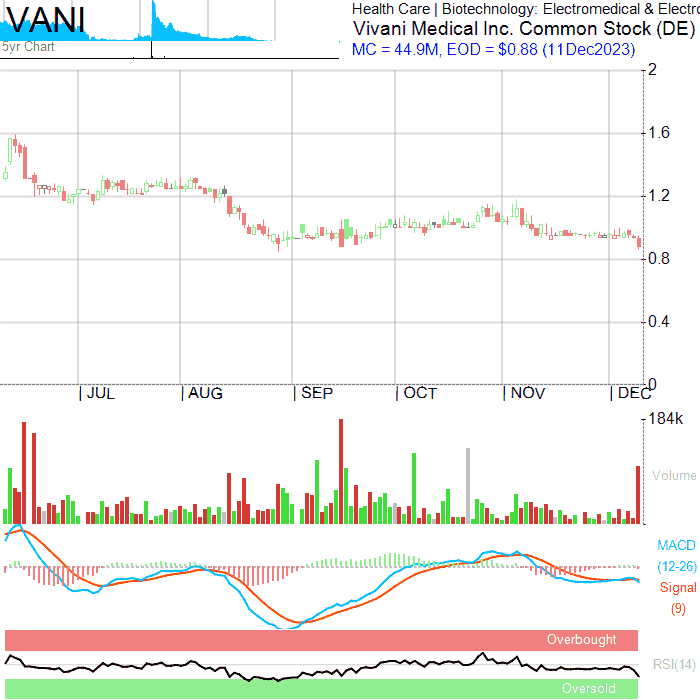 VANI
5yr Chart
Health Care | Biotechnology: Electromedical & Electro
Vivani Medical Inc. Common Stock (DE)
MC = 44.9M, EOD = $0.88 (11Dec2023)
2
1.6
1.2
0.8
0.4
0
| JUL | AUG | SEP | OCT | NOV | DEC
184k
Volume
MACD
(12-26)
Signal
(9)
Overbought
RSI(14)
Oversold